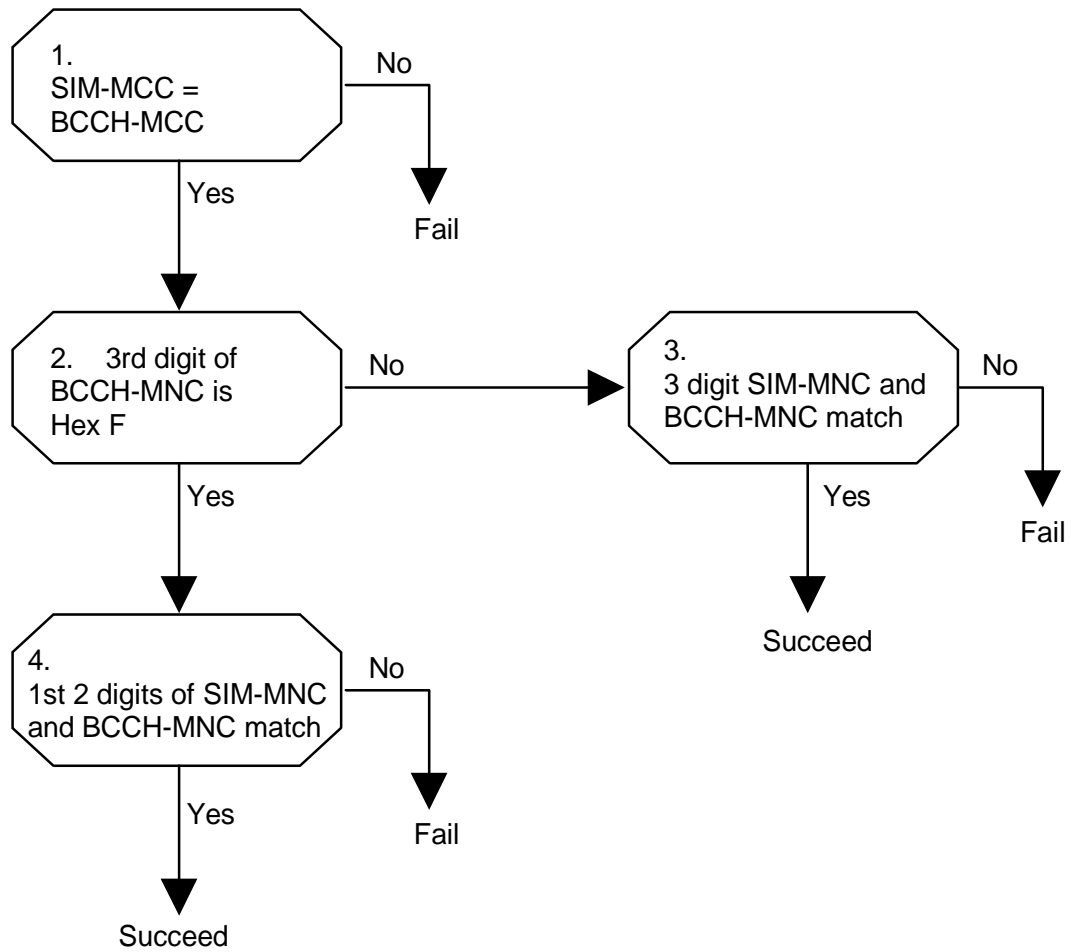 1.
SIM-MCC =
BCCH-MCC
No
Yes
Fail
2. 3rd digit of
BCCH-MNC is
Hex F
No
3.
3 digit SIM-MNC and
BCCH-MNC match
No
Yes
Yes
Fail
Succeed
4.
1st 2 digits of SIM-MNC
and BCCH-MNC match
No
Yes
Fail
Succeed